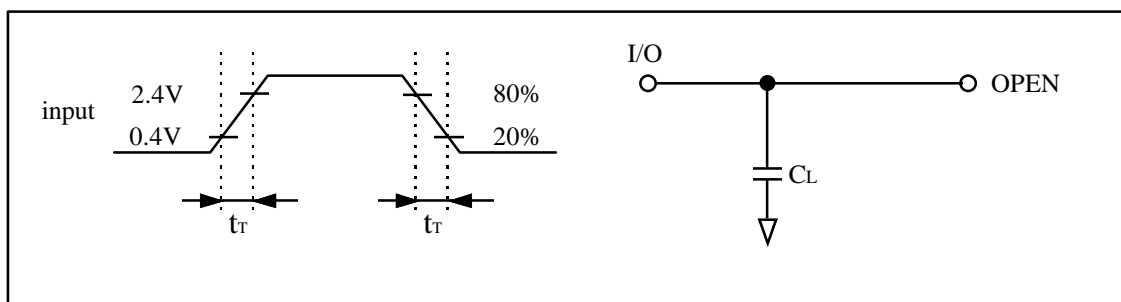 input
2.4V
0.4V
80%
20%
tT
tT
I/O
OPEN
CL